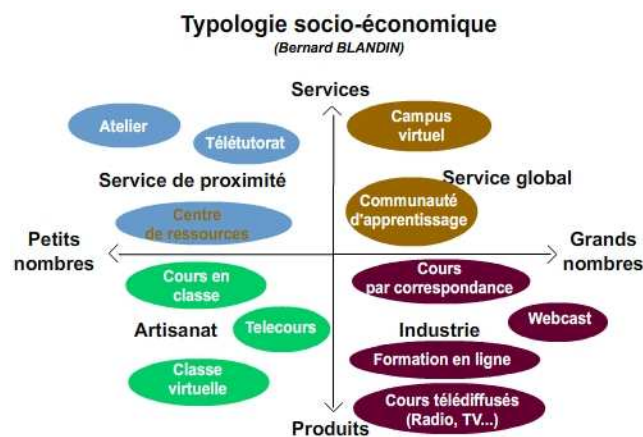 Typologie socio-économique
(Bernard BLANDIN)
Services
Atelier
Télétutorat
Campus
virtuel
Service de proximité
Service global
Centre
de ressources
Communauté
d'apprentissage
Petits
nombres
Grands
nombres
Cours en
classe
Cours
par correspondance
Artisanat
Telecours
Industrie
Webcast
Classe
virtuelle
Formation en ligne
Cours télédiffusés
(Radio, TV...)
Produits